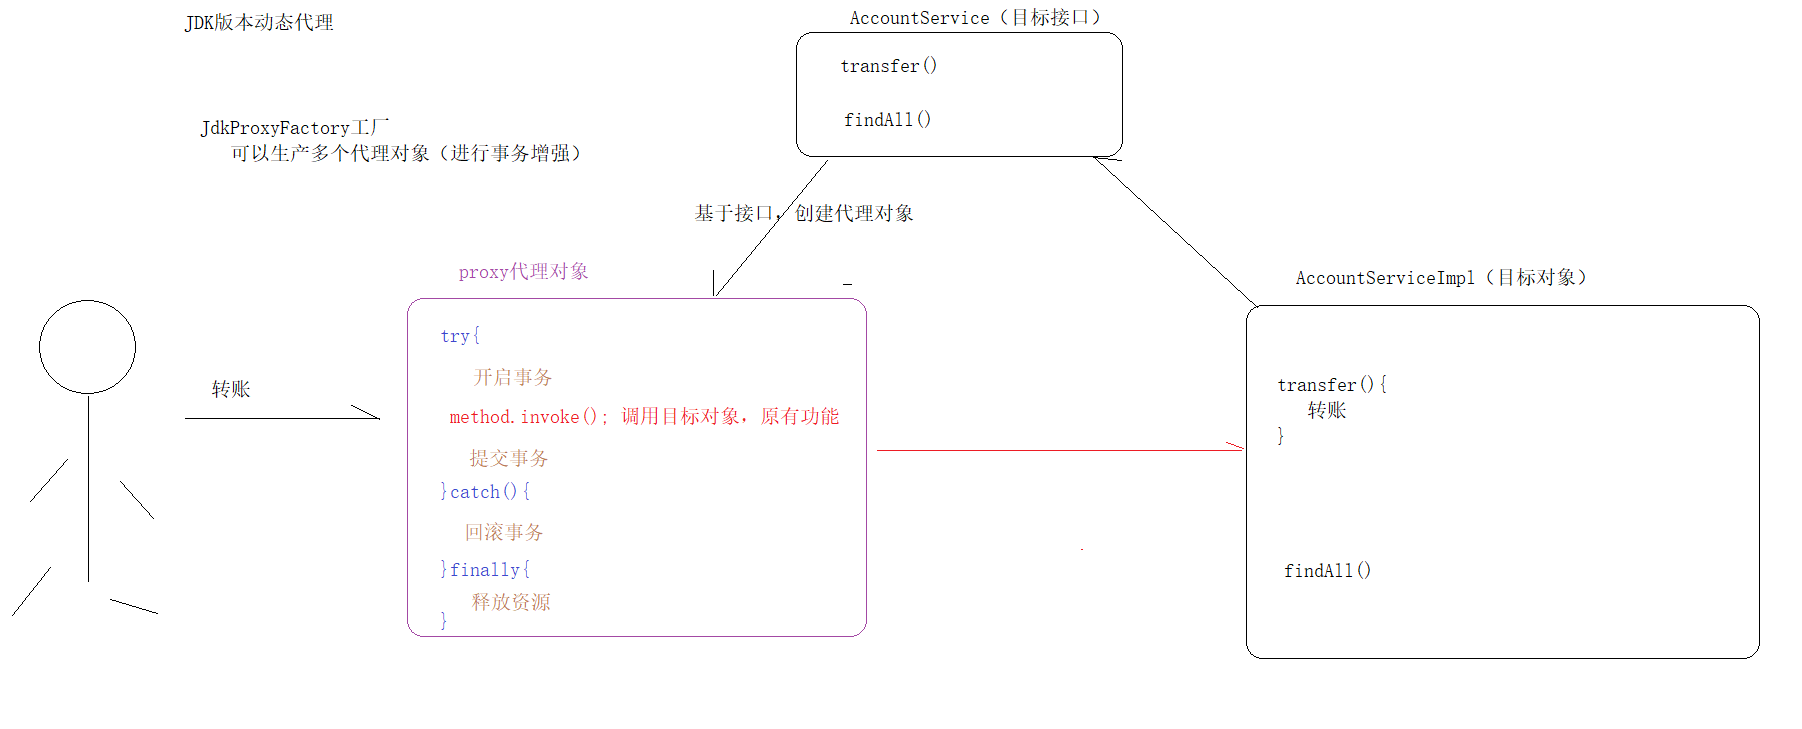 JDK版本动态代理
AccountService（目标接口）
transfer()
findAll()
JdkProxyFactory工厂
可以生产多个代理对象（进行事务增强）
基于接口，创建代理对象
proxy代理对象
try{
开启事务
method.invoke(); 调用目标对象，原有功能
提交事务
}catch(){
回滚事务
}finally{
释放资源
}
转账
AccountServiceImpl（目标对象）
transfer(){
转账
}
findAll()